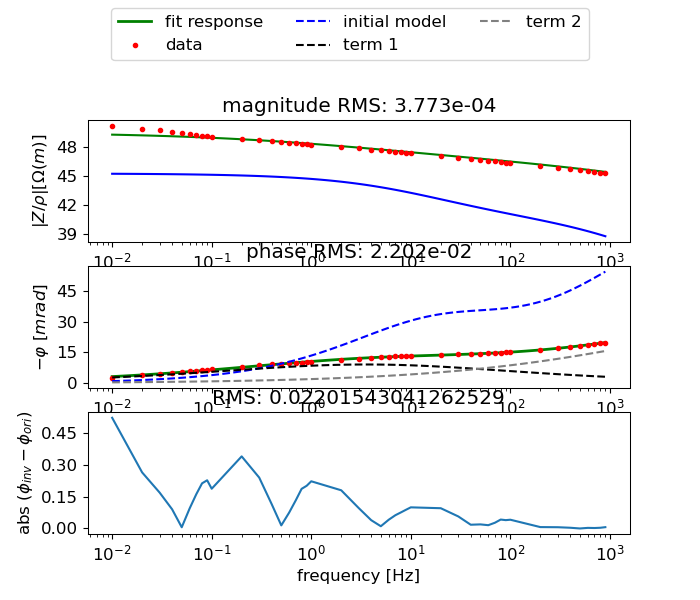 fit response initial model term 2
data term 1
magnitude RMS: 3.773e-04
|Z/ρ|[Ω(m)]
48
45
42
39
10⁻² 10⁻¹ 10⁰ 10¹ 10² 10³
phase RMS: 2.202e-02
−φ [mrad]
45
30
15
0
10⁻² 10⁻¹ 10⁰ 10¹ 10² 10³
RMS: 0.02201543041262529
abs (ϕ_inv − ϕ_ori)
0.45
0.30
0.15
0.00
10⁻² 10⁻¹ 10⁰ 10¹ 10² 10³
frequency [Hz]